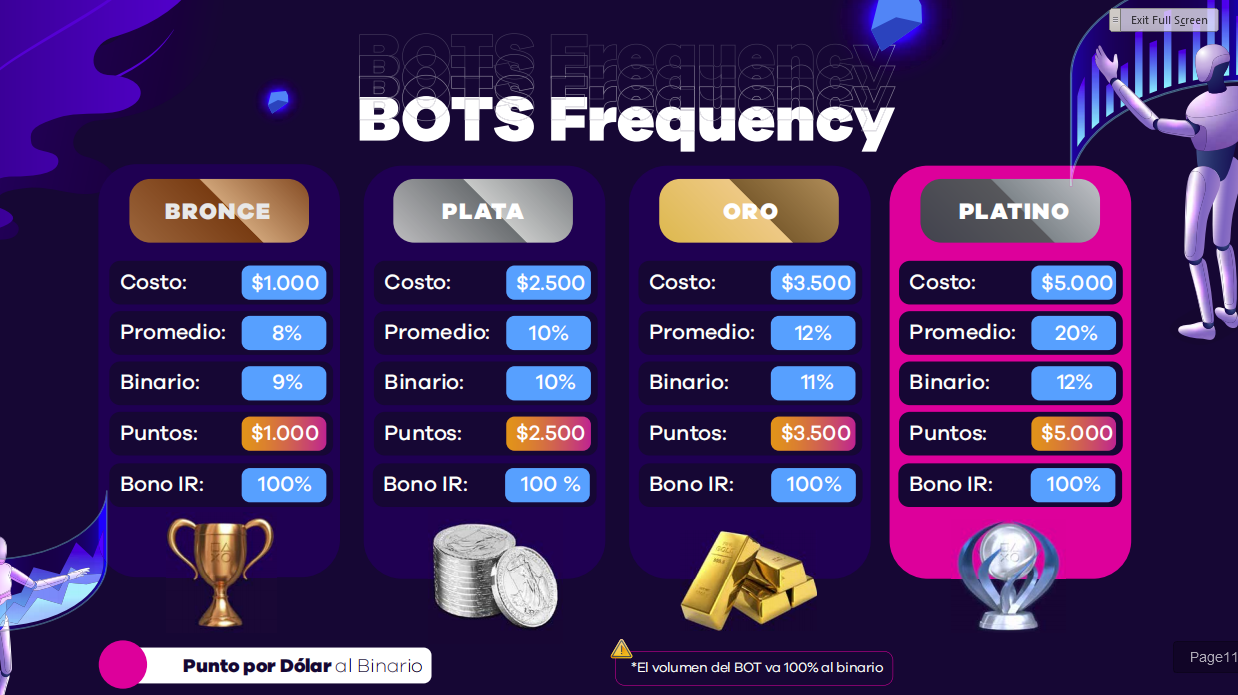 Exit Full Screen
BOTS Frequency
BOTS Frequency
BOTS Frequency
BOTS Frequency
BRONCE
Costo: $1.000
Promedio: 8%
Binario: 9%
Puntos: $1.000
Bono IR: 100%
PLATA
Costo: $2.500
Promedio: 10%
Binario: 10%
Puntos: $2.500
Bono IR: 100 %
ORO
Costo: $3.500
Promedio: 12%
Binario: 11%
Puntos: $3.500
Bono IR: 100%
PLATINO
Costo: $5.000
Promedio: 20%
Binario: 12%
Puntos: $5.000
Bono IR: 100%
Punto por Dólar al Binario
*El volumen del BOT va 100% al binario
Page11